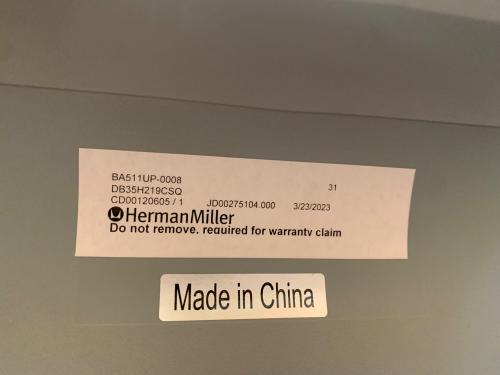 BA511UP-0008
31
DB35H219CSQ
CD00120605 / 1 JD00275104.000 3/23/2023
HermanMiller
Do not remove, required for warranty claim
Made in China